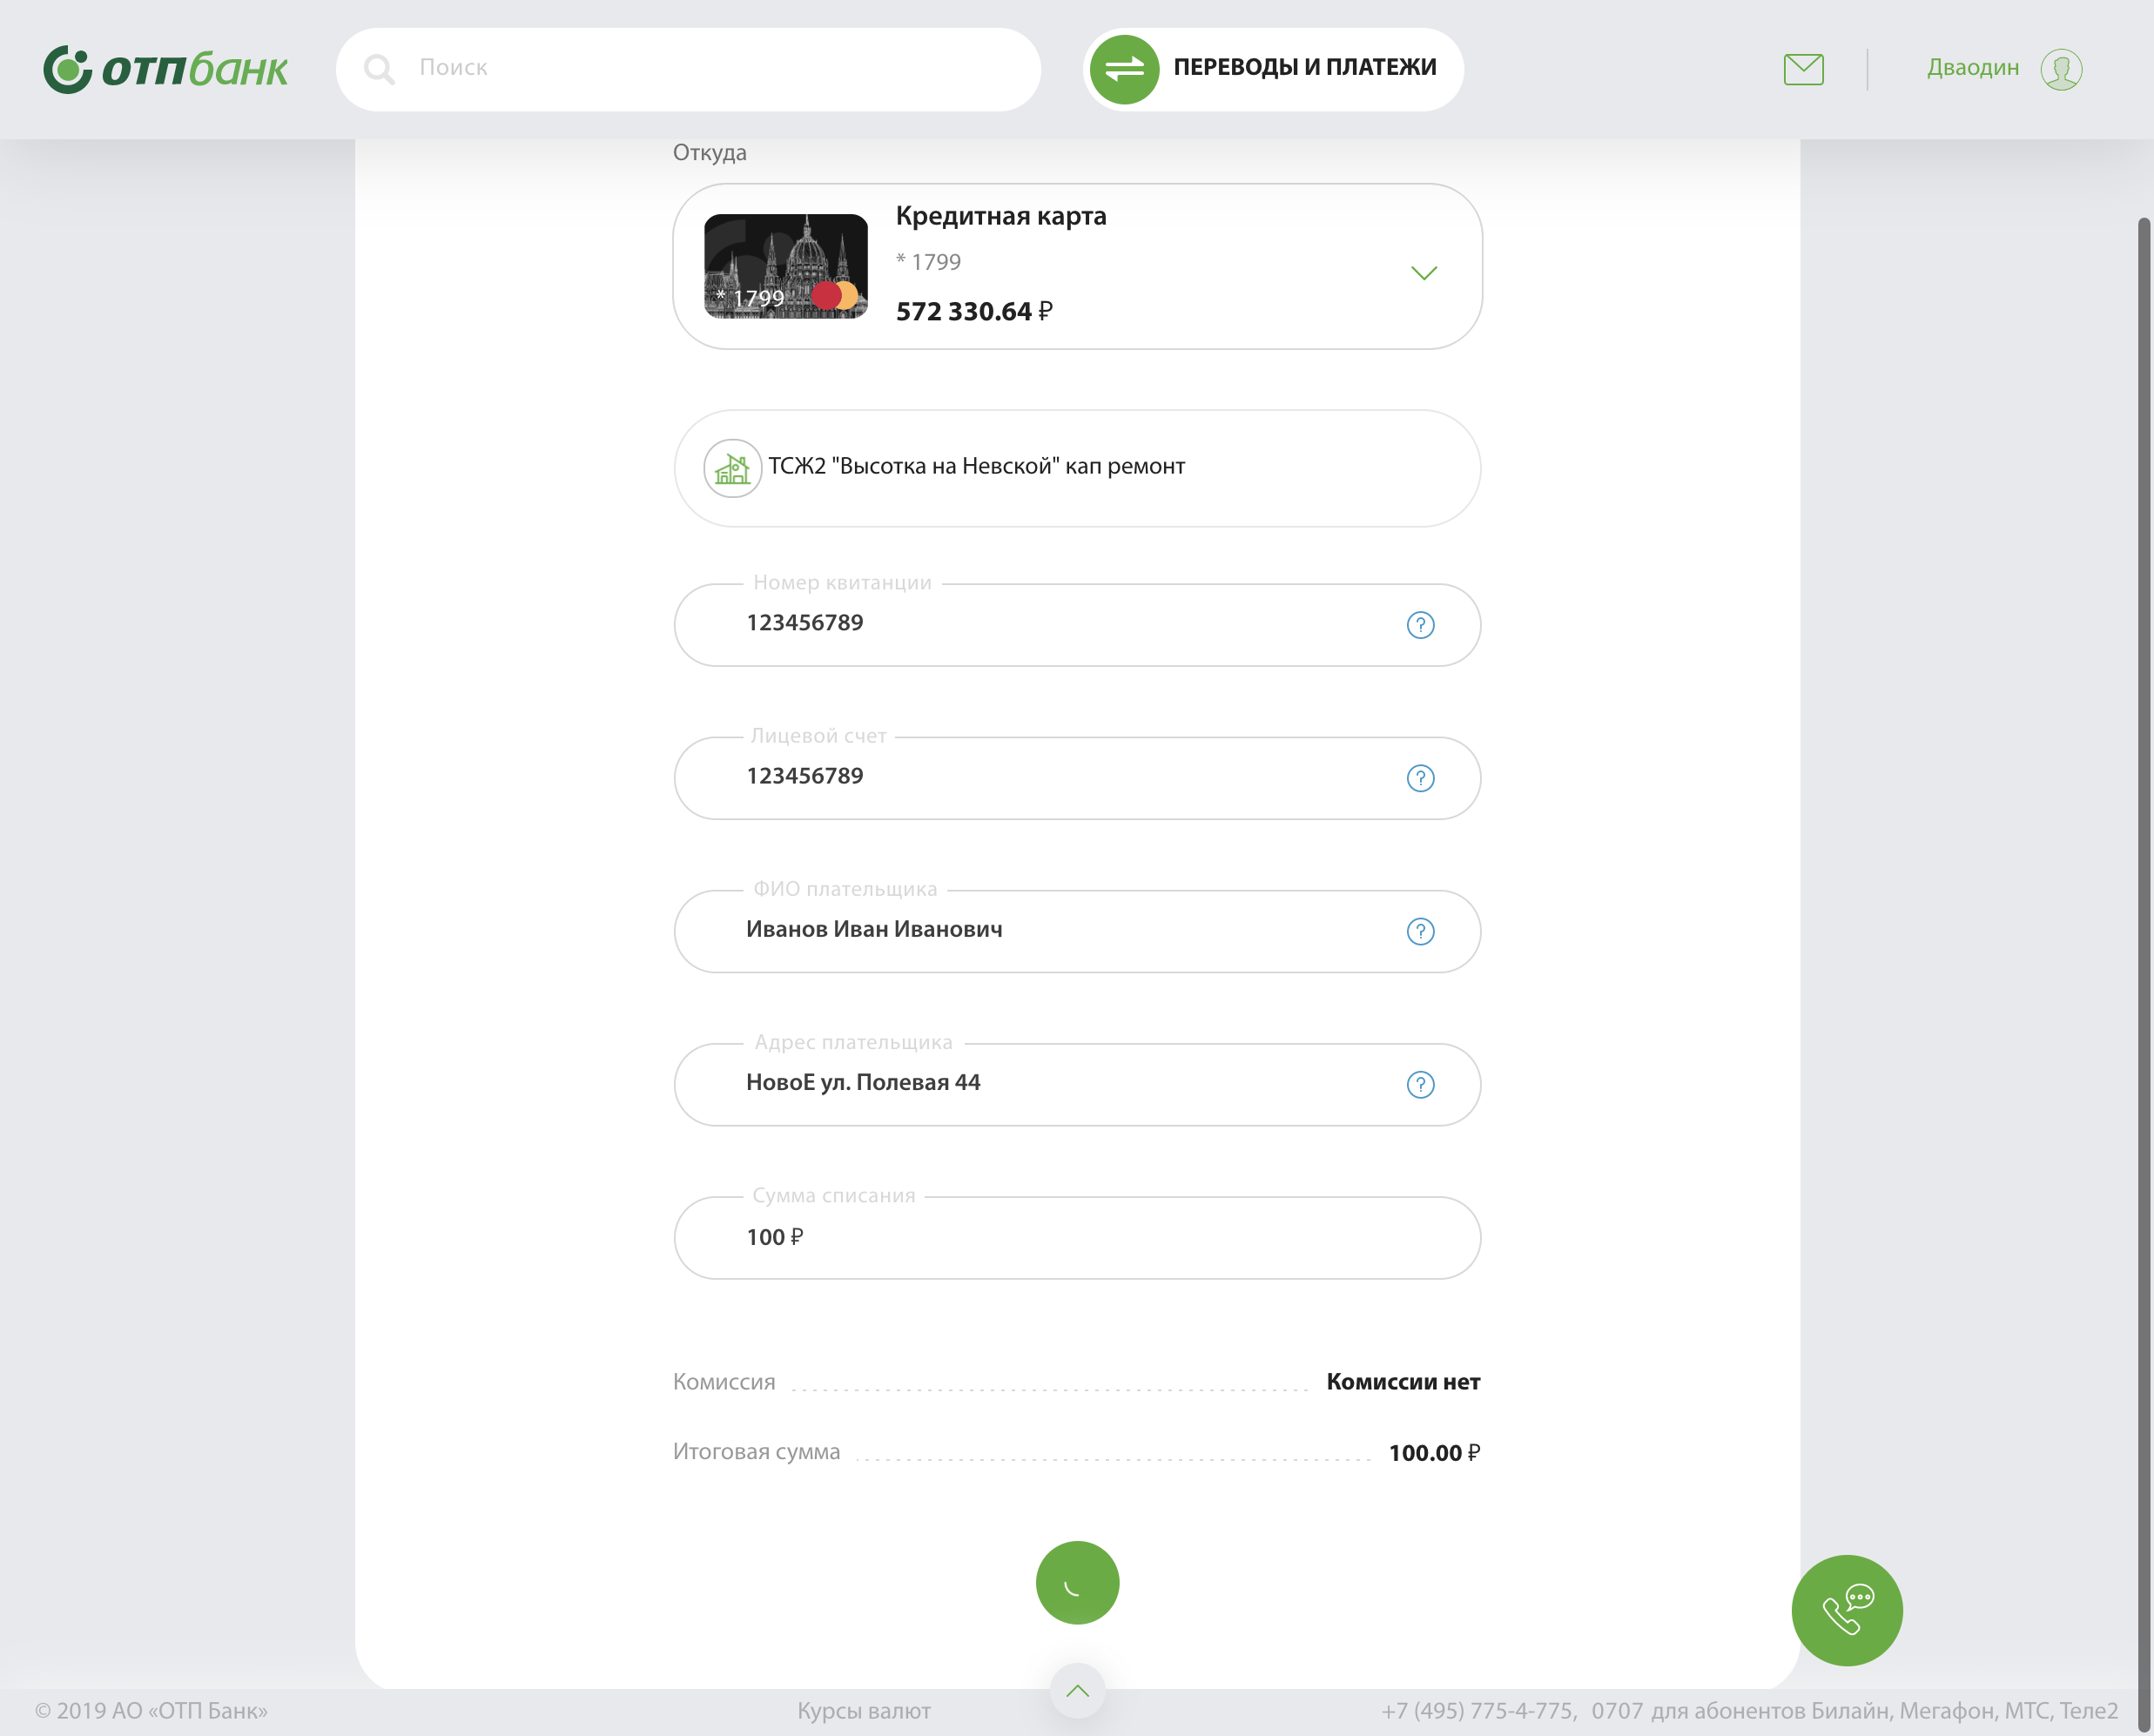 ОТПбанк
Поиск
ПЕРЕВОДЫ И ПЛАТЕЖИ
Дваодин
Откуда
Кредитная карта
* 1799
* 1799
572 330.64 ₽
ТСЖ2 "Высотка на Невской" кап ремонт
Номер квитанции
123456789
?
Лицевой счет
123456789
?
ФИО плательщика
Иванов Иван Иванович
?
Адрес плательщика
НовоЕ ул. Полевая 44
?
Сумма списания
100 ₽
Комиссия
Комиссии нет
Итоговая сумма
100.00 ₽
© 2019 АО «ОТП Банк»
Курсы валют
+7 (495) 775-4-775, 0707 для абонентов Билайн, Мегафон, МТС, Теле2